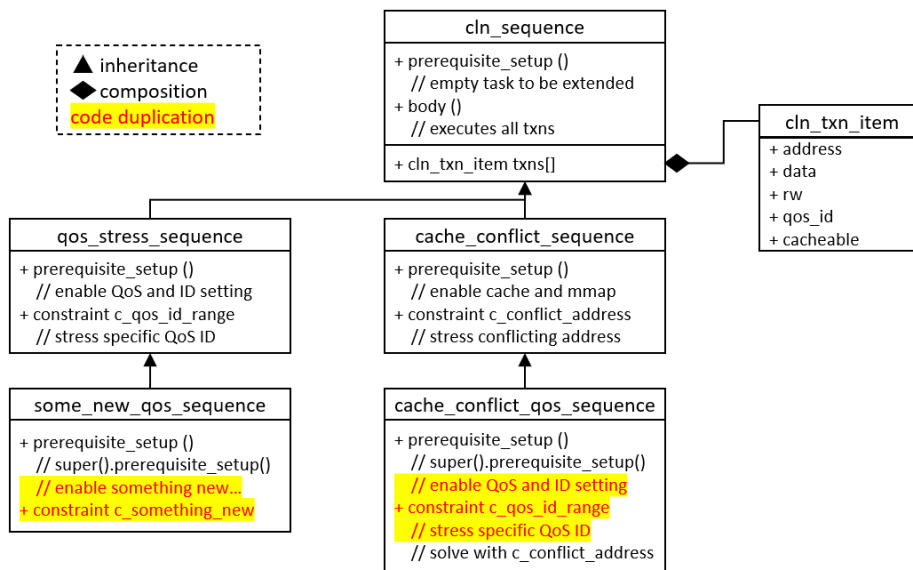 inheritance
composition
code duplication
cln_sequence
+ prerequisite_setup ()
// empty task to be extended
+ body ()
// executes all txns
+ cln_txn_item txns[]
cln_txn_item
+ address
+ data
+ rw
+ qos_id
+ cacheable
qos_stress_sequence
+ prerequisite_setup ()
// enable QoS and ID setting
+ constraint c_qos_id_range
// stress specific QoS ID
cache_conflict_sequence
+ prerequisite_setup ()
// enable cache and mmap
+ constraint c_conflict_address
// stress conflicting address
some_new_qos_sequence
+ prerequisite_setup ()
// super().prerequisite_setup()
// enable something new...
+ constraint c_something_new
cache_conflict_qos_sequence
+ prerequisite_setup ()
// super().prerequisite_setup()
// enable QoS and ID setting
+ constraint c_qos_id_range
// stress specific QoS ID
// solve with c_conflict_address